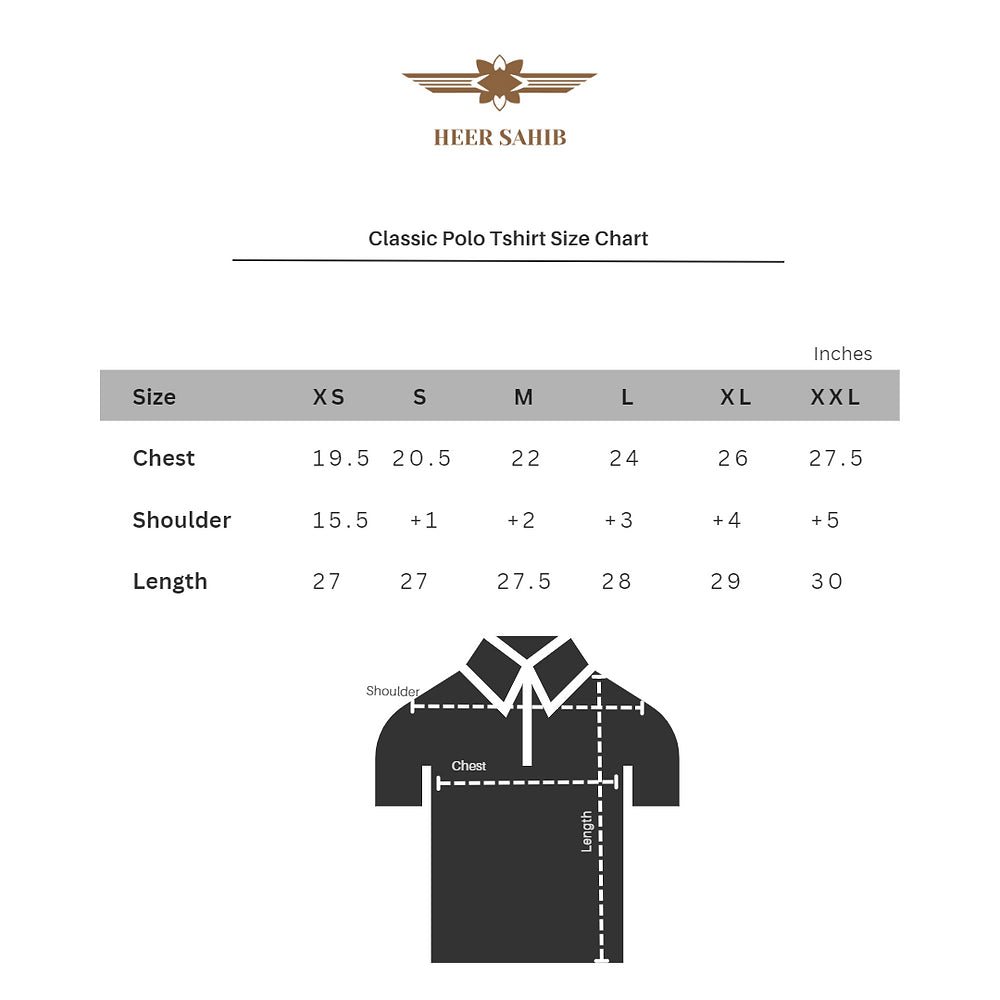 HEER SAHIB
Classic Polo Tshirt Size Chart
Inches
Size XS S M L XL XXL
Chest 19.5 20.5 22 24 26 27.5
Shoulder 15.5 +1 +2 +3 +4 +5
Length 27 27 27.5 28 29 30
Shoulder
Chest
Length